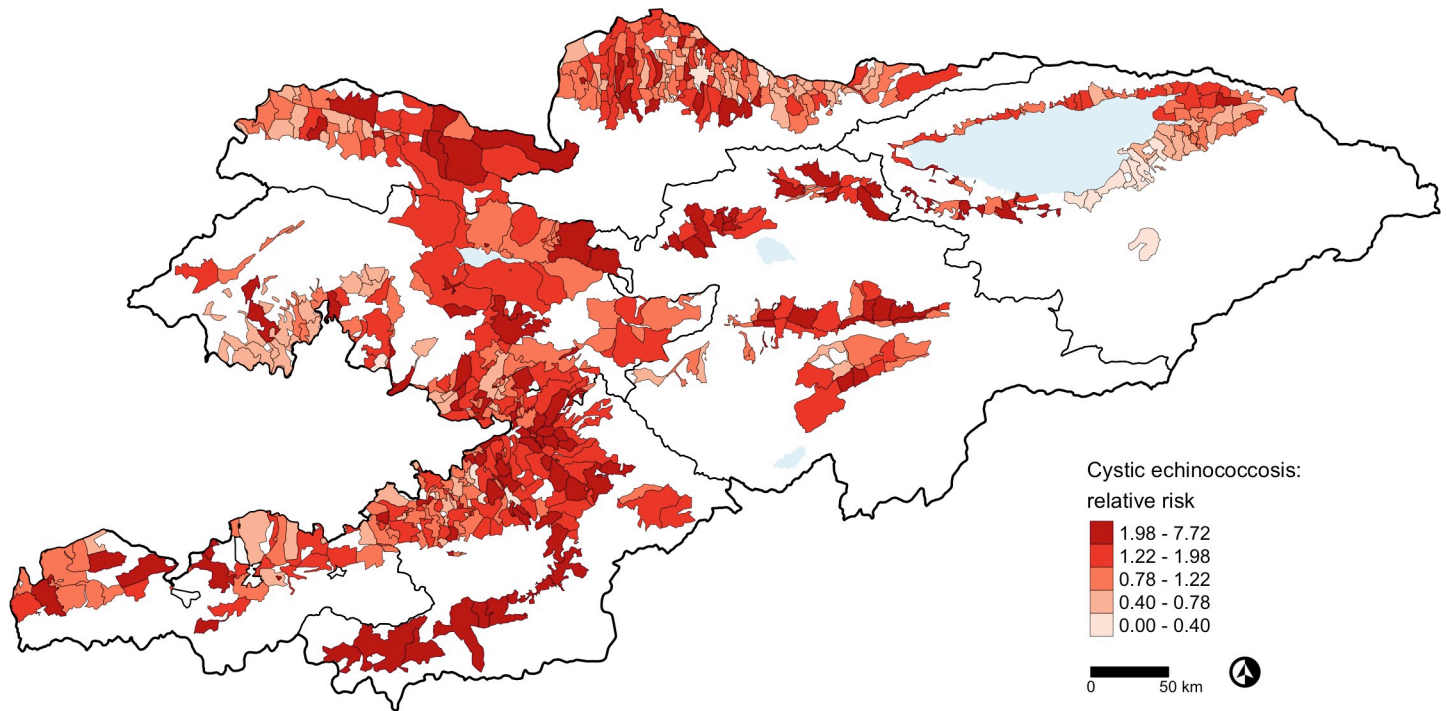 Cystic echinococcosis:
relative risk
1.98 - 7.72
1.22 - 1.98
0.78 - 1.22
0.40 - 0.78
0.00 - 0.40
0 50 km